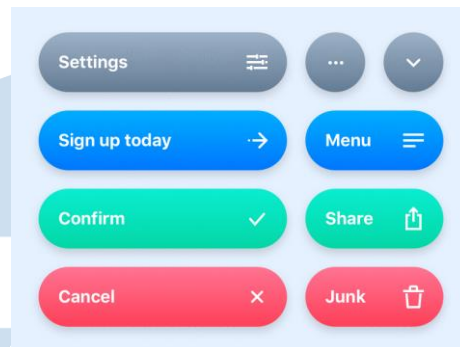 Settings
Sign up today
Menu
Confirm
Share
Cancel
Junk